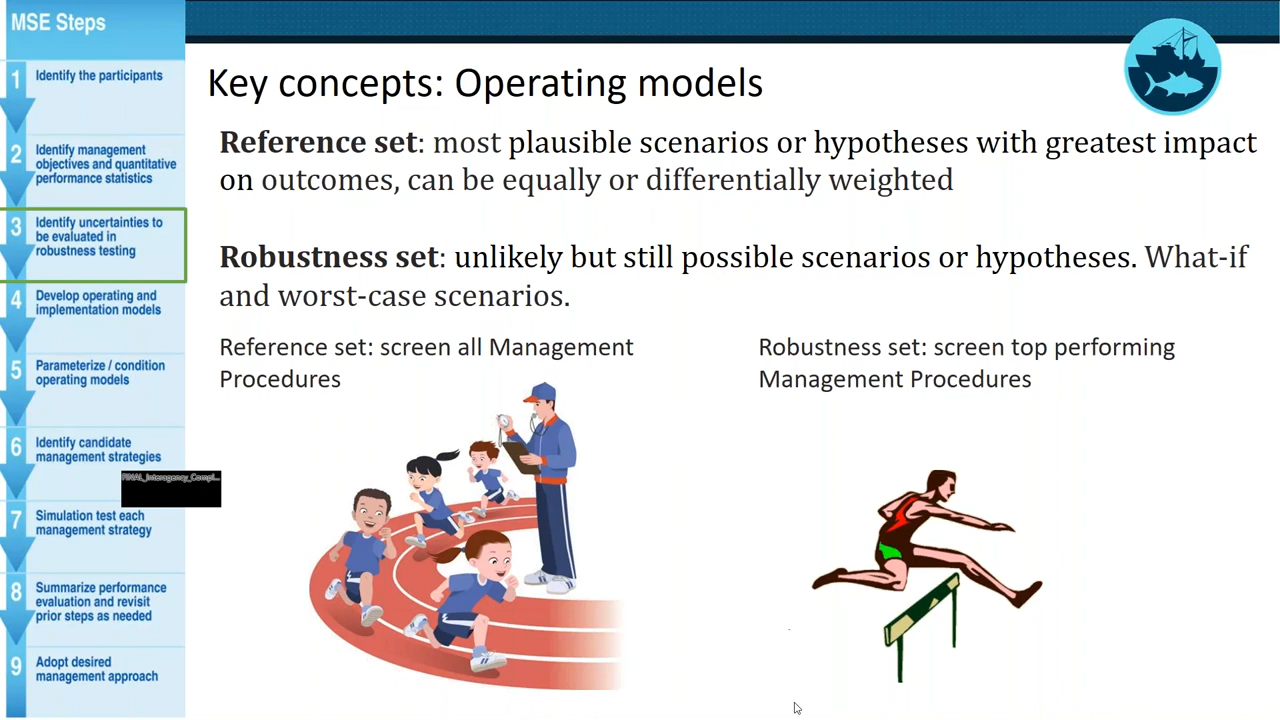 MSE Steps
1
Identify the participants
2
Identify management
objectives and quantitative
performance statistics
3
Identify uncertainties to
be evaluated in
robustness testing
4
Develop operating and
implementation models
5
Parameterize / condition
operating models
6
Identify candidate
management strategies
FINAL_Interagency_Compl...
7
Simulation test each
management strategy
8
Summarize performance
evaluation and revisit
prior steps as needed
9
Adopt desired
management approach
Key concepts: Operating models
Reference set: most plausible scenarios or hypotheses with greatest impact
on outcomes, can be equally or differentially weighted
Robustness set: unlikely but still possible scenarios or hypotheses. What-if
and worst-case scenarios.
Reference set: screen all Management
Procedures
Robustness set: screen top performing
Management Procedures